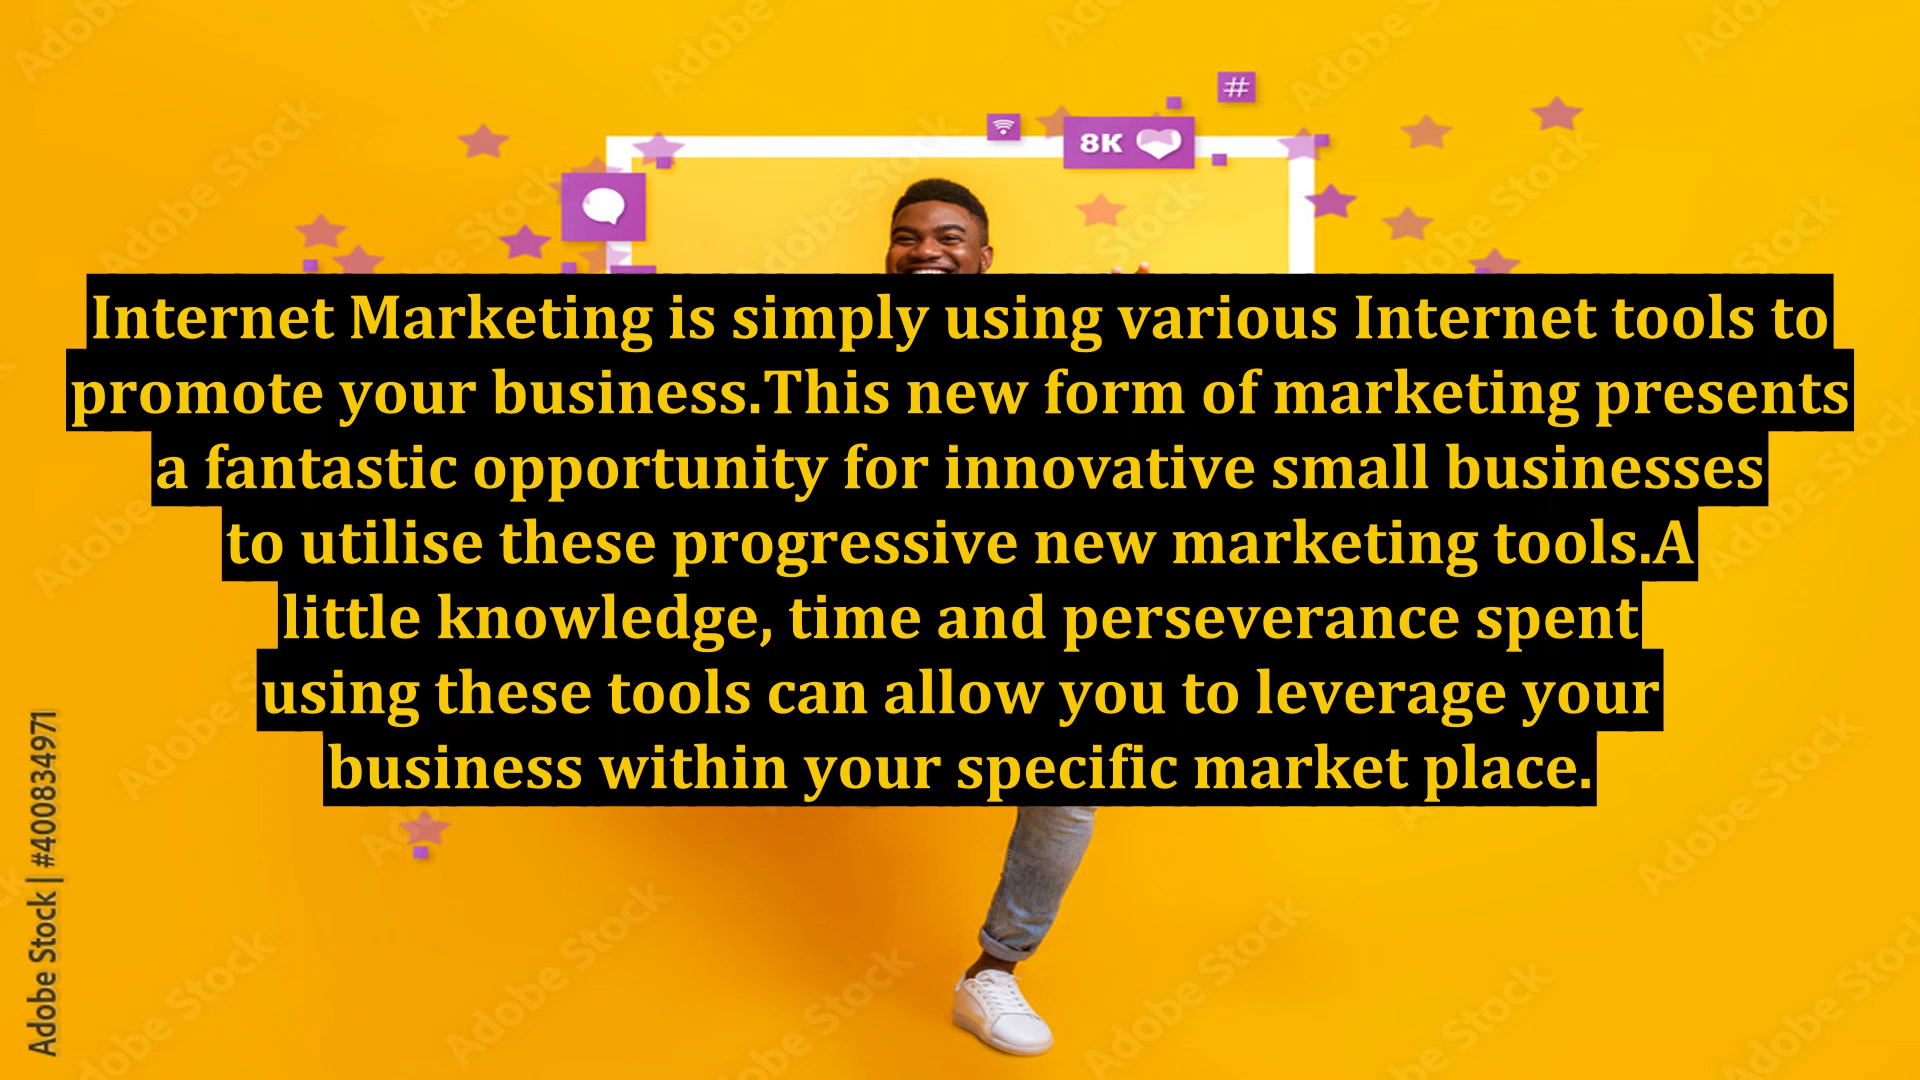 #
8K
Internet Marketing is simply using various Internet tools to
promote your business.This new form of marketing presents
a fantastic opportunity for innovative small businesses
to utilise these progressive new marketing tools.A
little knowledge, time and perseverance spent
using these tools can allow you to leverage your
business within your specific market place.
Adobe Stock | #400834971
Adobe Stock